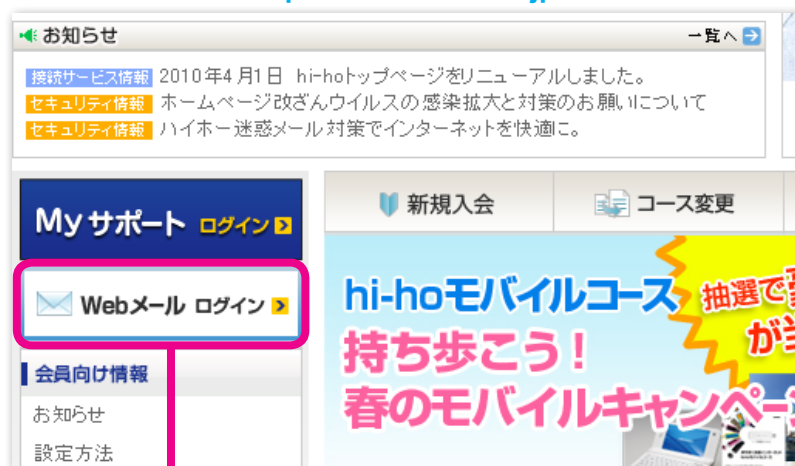 お知らせ
一覧へ
接続サービス情報 2010年4月1日 hi-hoトップページをリニューアルしました。
セキュリティ情報 ホームページ改ざんウイルスの感染拡大と対策のお願いについて
セキュリティ情報 ハイホー迷惑メール対策でインターネットを快適に。
Myサポート ログイン
新規入会
コース変更
Webメール ログイン
hi-hoモバイルコース
抽選で
が
持ち歩こう!
春のモバイルキャンペー
会員向け情報
お知らせ
設定方法